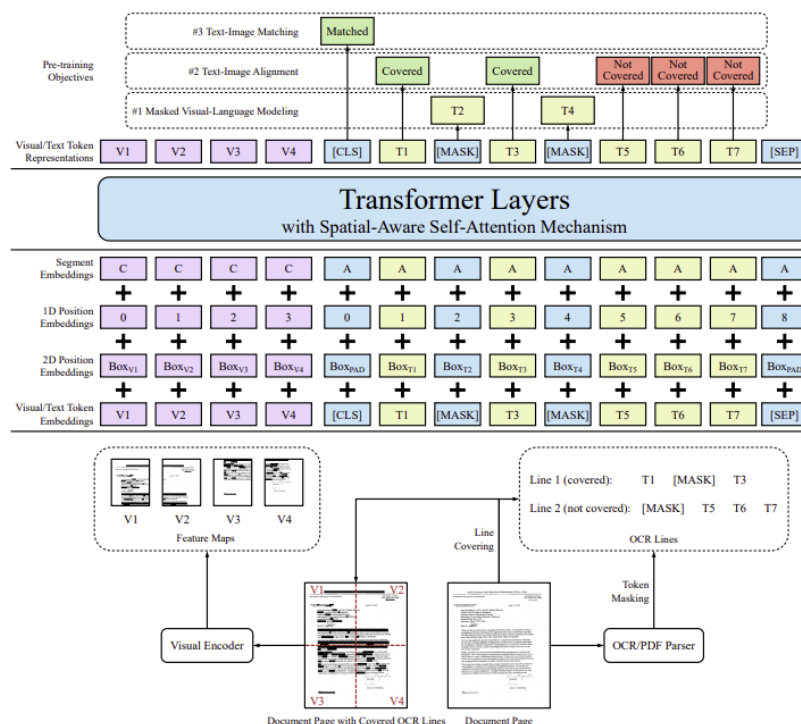 #3 Text-Image Matching Matched
Pre-training Objectives
#2 Text-Image Alignment Covered Covered Not Covered Not Covered Not Covered
#1 Masked Visual-Language Modeling T2 T4
Visual/Text Token Representations V1 V2 V3 V4 [CLS] T1 [MASK] T3 [MASK] T5 T6 T7 [SEP]
Transformer Layers
with Spatial-Aware Self-Attention Mechanism
Segment Embeddings C C C C A A A A A A A A A
+ + + + + + + + + + + + +
1D Position Embeddings 0 1 2 3 0 1 2 3 4 5 6 7 8
+ + + + + + + + + + + + +
2D Position Embeddings BoxV1 BoxV2 BoxV3 BoxV4 BoxPAD BoxT1 BoxT2 BoxT3 BoxT4 BoxT5 BoxT6 BoxT7 BoxPAD
+ + + + + + + + + + + + +
Visual/Text Token Embeddings V1 V2 V3 V4 [CLS] T1 [MASK] T3 [MASK] T5 T6 T7 [SEP]
V1 V2 V3 V4
Feature Maps
Line 1 (covered): T1 [MASK] T3
Line 2 (not covered): [MASK] T5 T6 T7
OCR Lines
Line Covering
Token Masking
V1 V2
Visual Encoder
OCR/PDF Parser
V3 V4
Document Page with Covered OCR Lines
Document Page